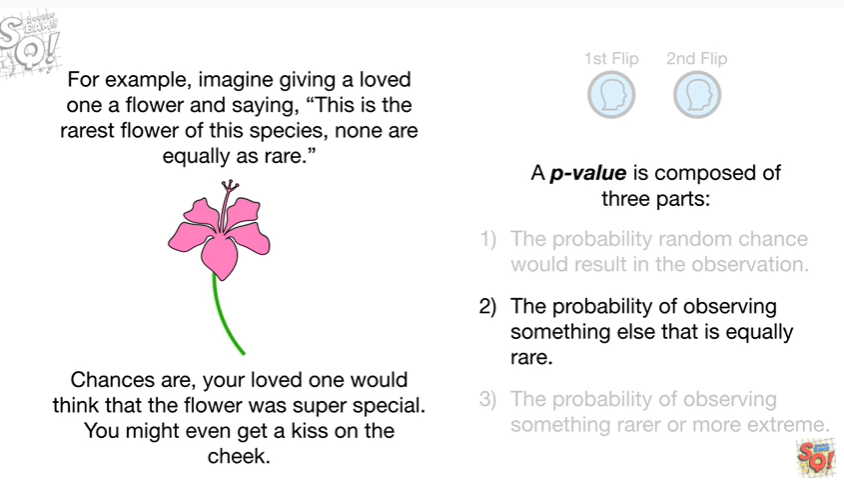 For example, imagine giving a loved
one a flower and saying, “This is the
rarest flower of this species, none are
equally as rare.”
Chances are, your loved one would
think that the flower was super special.
You might even get a kiss on the
cheek.
1st Flip 2nd Flip
A p-value is composed of
three parts:
1) The probability random chance
would result in the observation.
2) The probability of observing
something else that is equally
rare.
3) The probability of observing
something rarer or more extreme.
SQ!